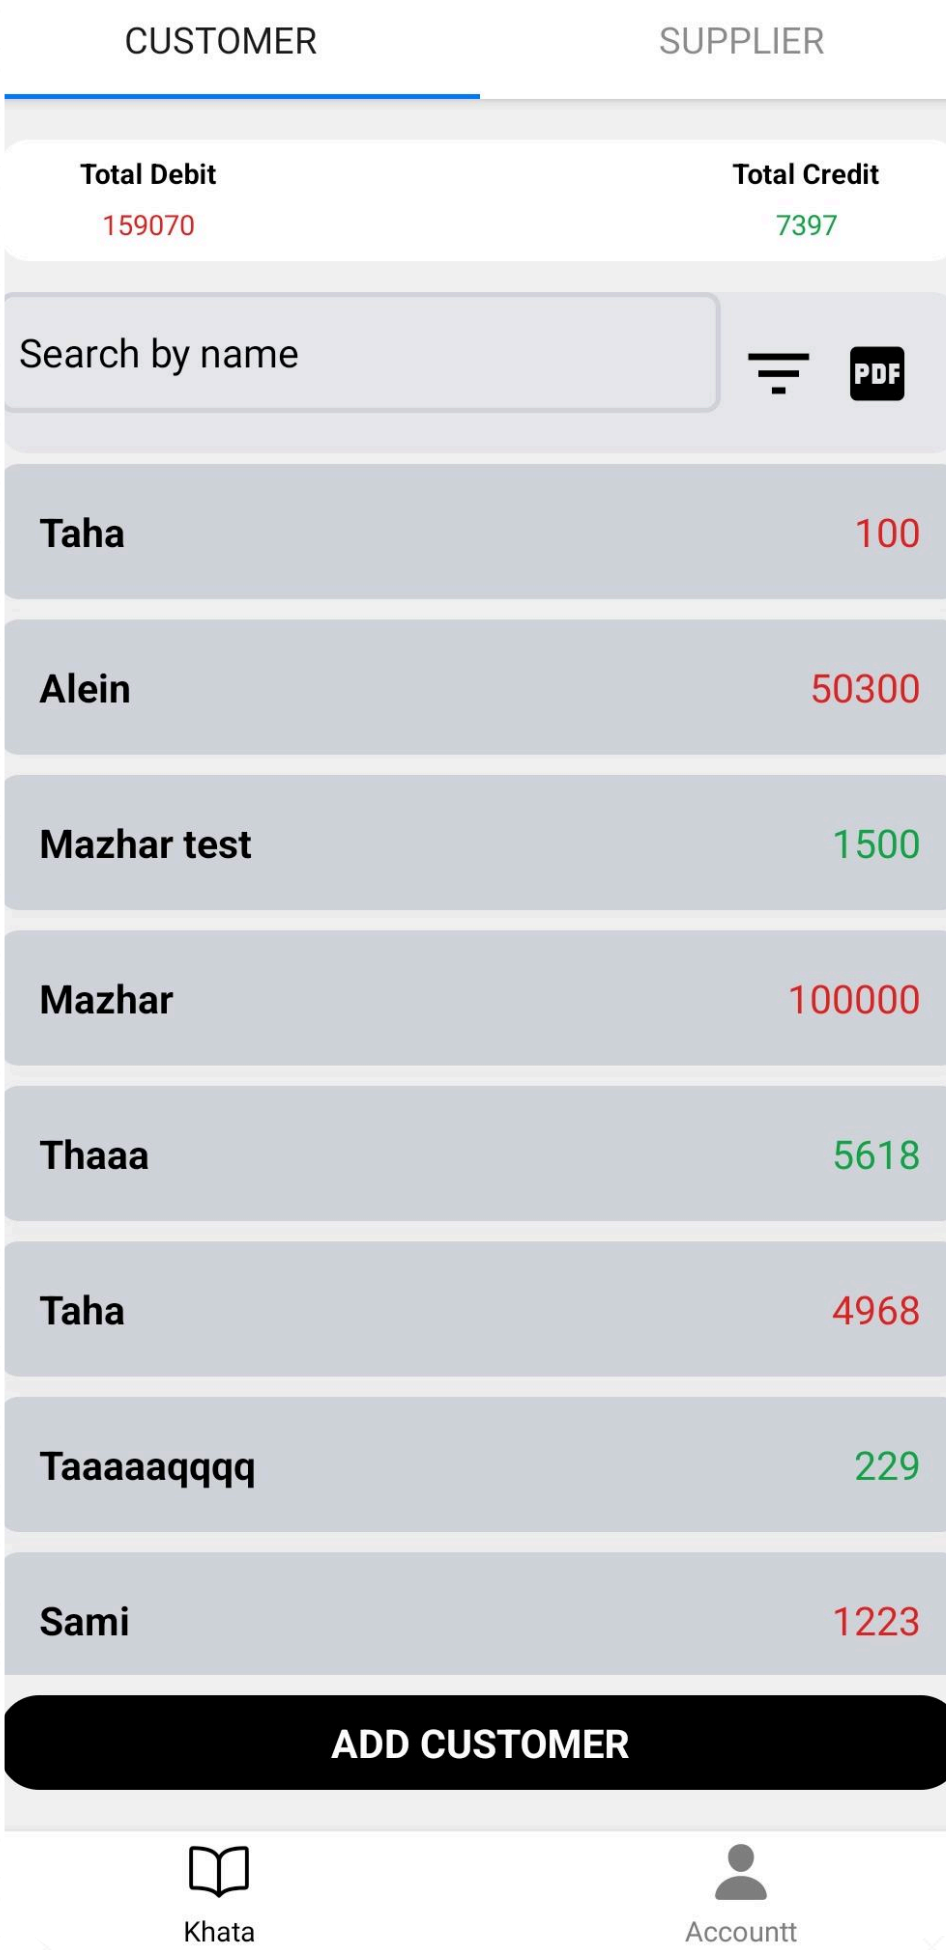 CUSTOMER SUPPLIER
Total Debit Total Credit
159070 7397
Search by name PDF
Taha 100
Alein 50300
Mazhar test 1500
Mazhar 100000
Thaaa 5618
Taha 4968
Taaaaaqqqq 229
Sami 1223
ADD CUSTOMER
Khata Accountt